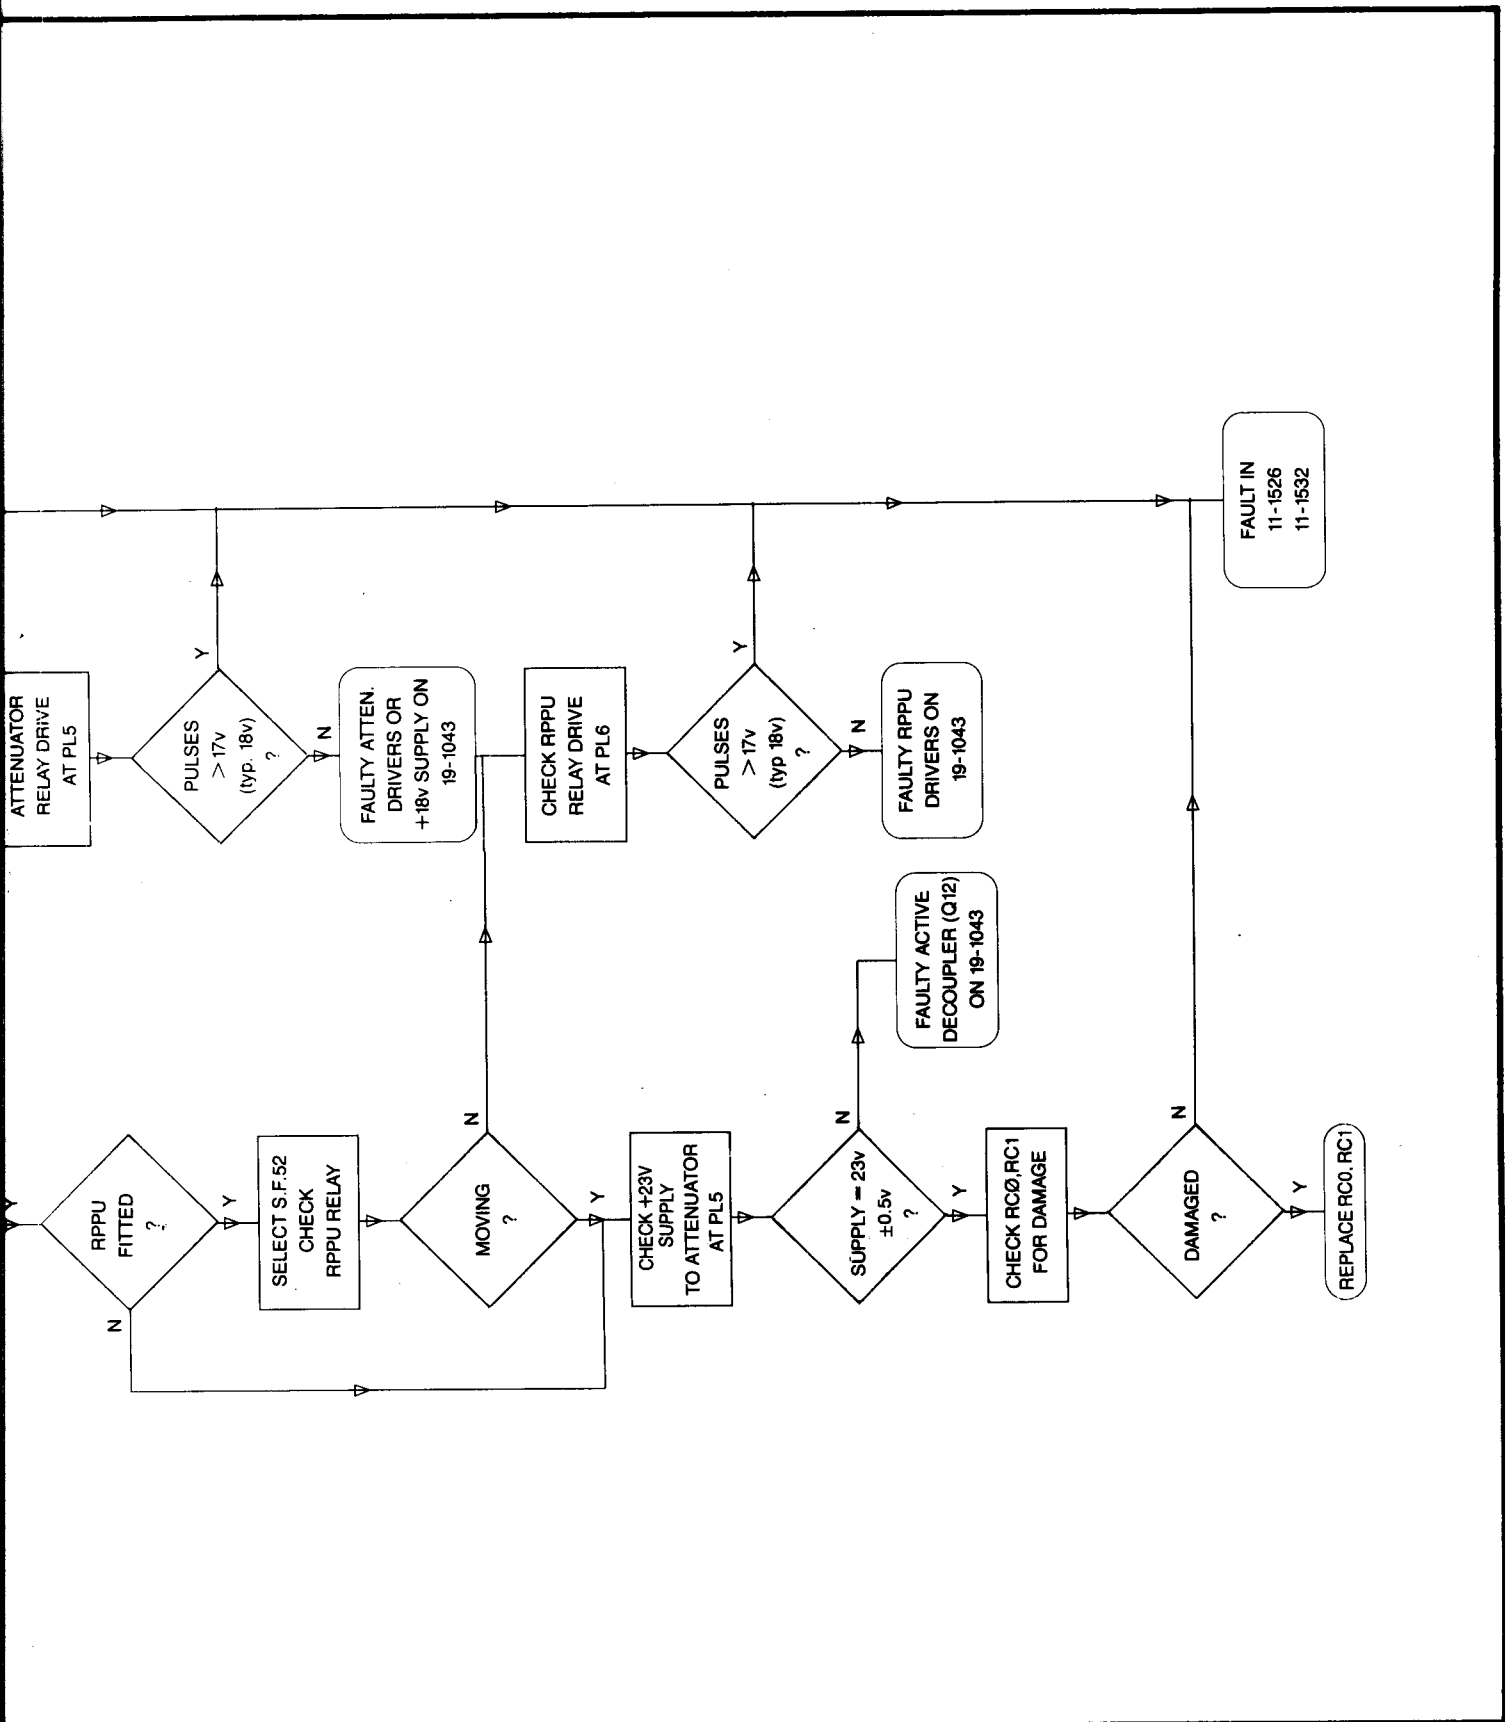 Y
RPPU
FITTED
?
N
Y
SELECT S.F.52
CHECK
RPPU RELAY
MOVING
?
N
Y
CHECK +23V
SUPPLY
TO ATTENUATOR
AT PL5
SUPPLY = 23v
±0.5v
?
N
Y
FAULTY ACTIVE
DECOUPLER (Q12)
ON 19-1043
CHECK RCØ,RC1
FOR DAMAGE
DAMAGED
?
N
Y
REPLACE RC0. RC1
ATTENUATOR
RELAY DRIVE
AT PL5
PULSES
> 17v
(typ. 18v)
?
Y
N
FAULTY ATTEN.
DRIVERS OR
+18v SUPPLY ON
19-1043
CHECK RPPU
RELAY DRIVE
AT PL6
PULSES
> 17v
(typ 18v)
?
Y
N
FAULTY RPPU
DRIVERS ON
19-1043
FAULT IN
11-1526
11-1532